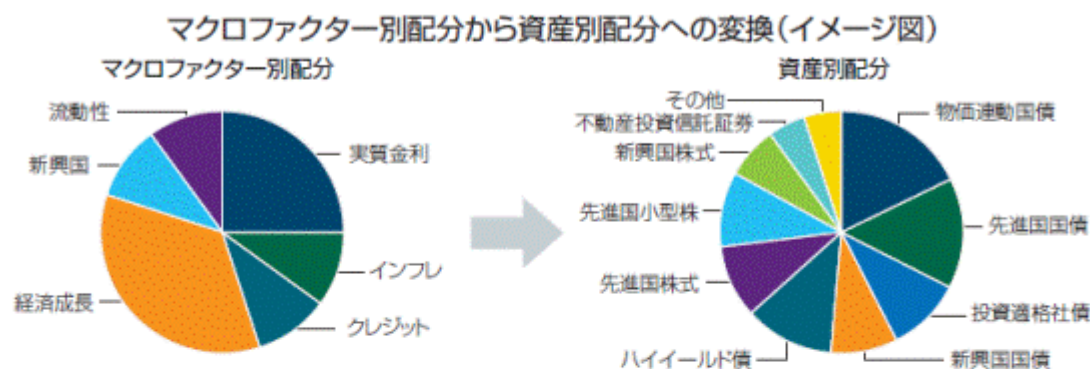 マクロファクター別配分から資産別配分への変換（イメージ図）
マクロファクター別配分
流動性
新興国
経済成長
実質金利
インフレ
クレジット
資産別配分
その他
不動産投資信託証券
新興国株式
先進国小型株
先進国株式
ハイイールド債
物価連動国債
先進国国債
投資適格社債
新興国国債